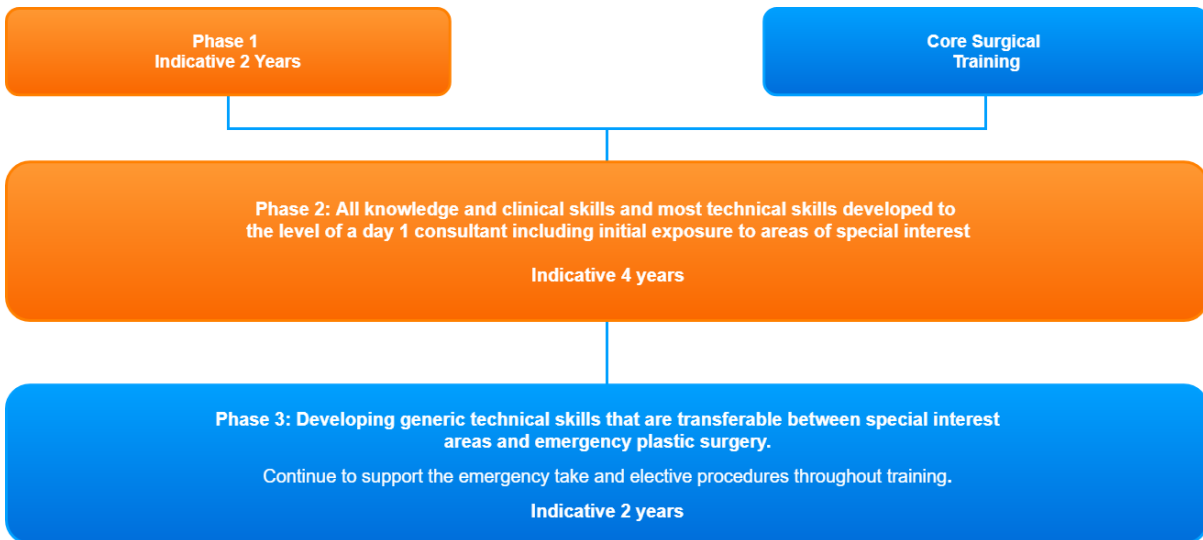 Phase 1
Indicative 2 Years
Core Surgical
Training
Phase 2: All knowledge and clinical skills and most technical skills developed to
the level of a day 1 consultant including initial exposure to areas of special interest
Indicative 4 years
Phase 3: Developing generic technical skills that are transferable between special interest
areas and emergency plastic surgery.
Continue to support the emergency take and elective procedures throughout training.
Indicative 2 years